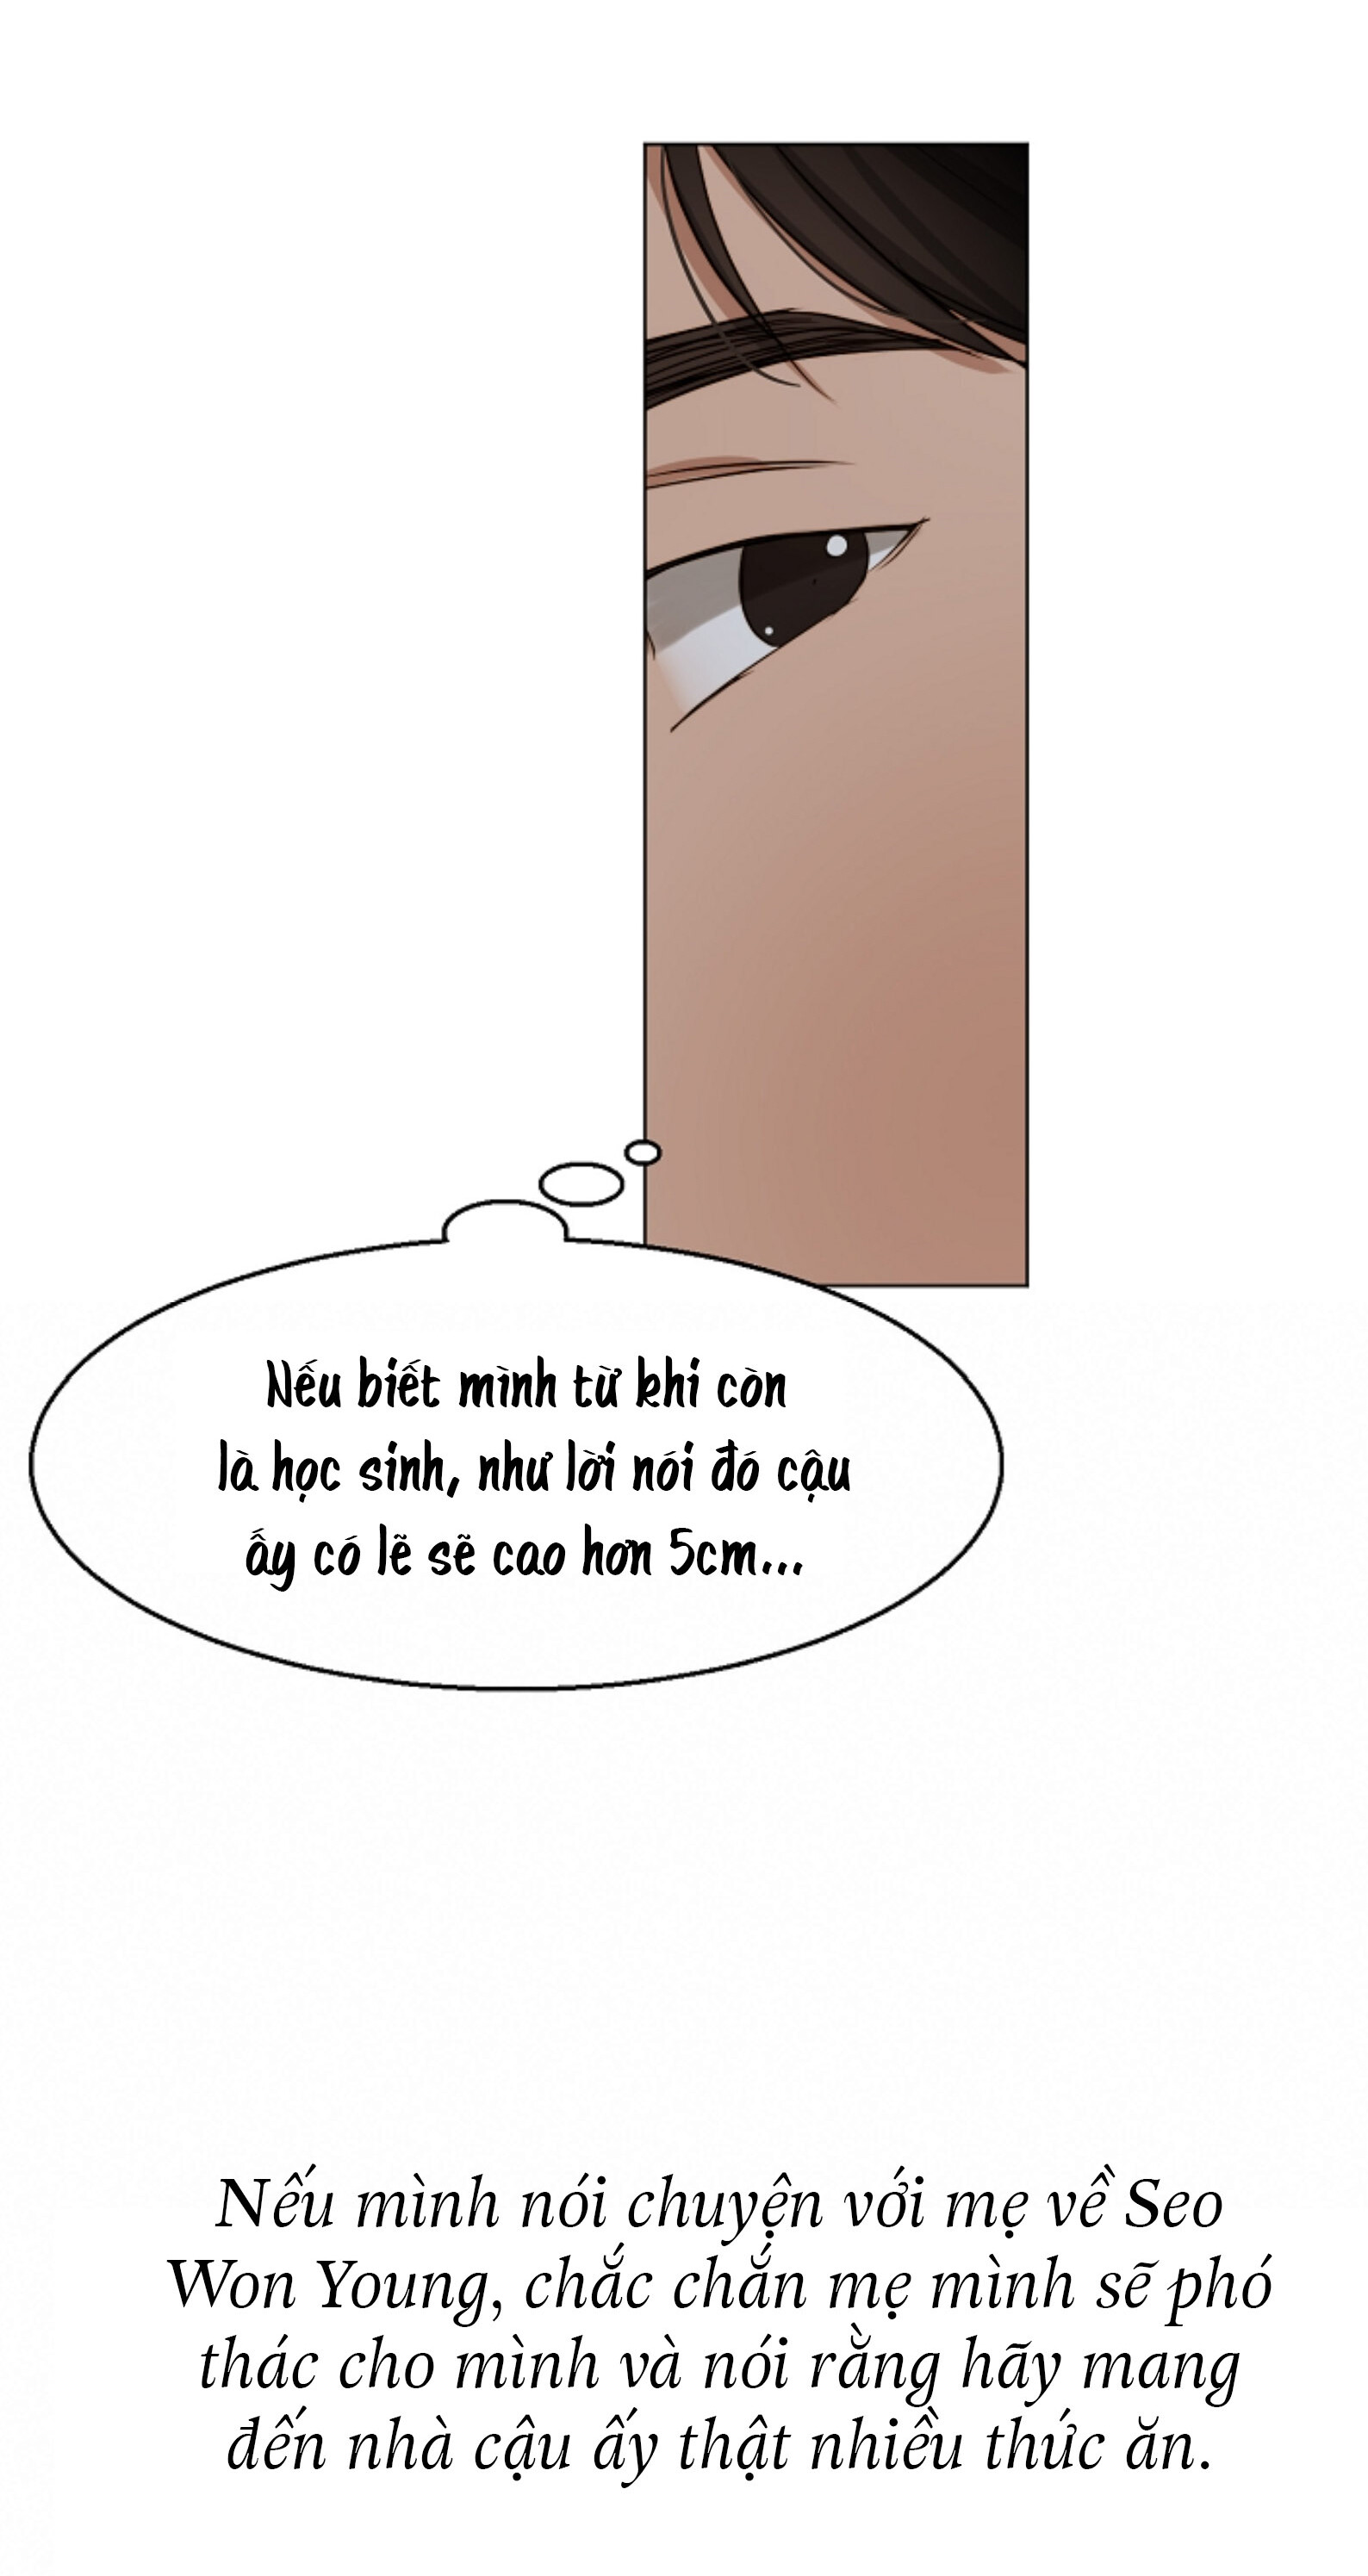 Nếu biết mình từ khi còn
là học sinh, như lời nói đó cậu
ấy có lẽ sẽ cao hơn 5cm...
Nếu mình nói chuyện với mẹ về Seo
Won Young, chắc chắn mẹ mình sẽ phó
thác cho mình và nói rằng hãy mang
đến nhà cậu ấy thật nhiều thức ăn.